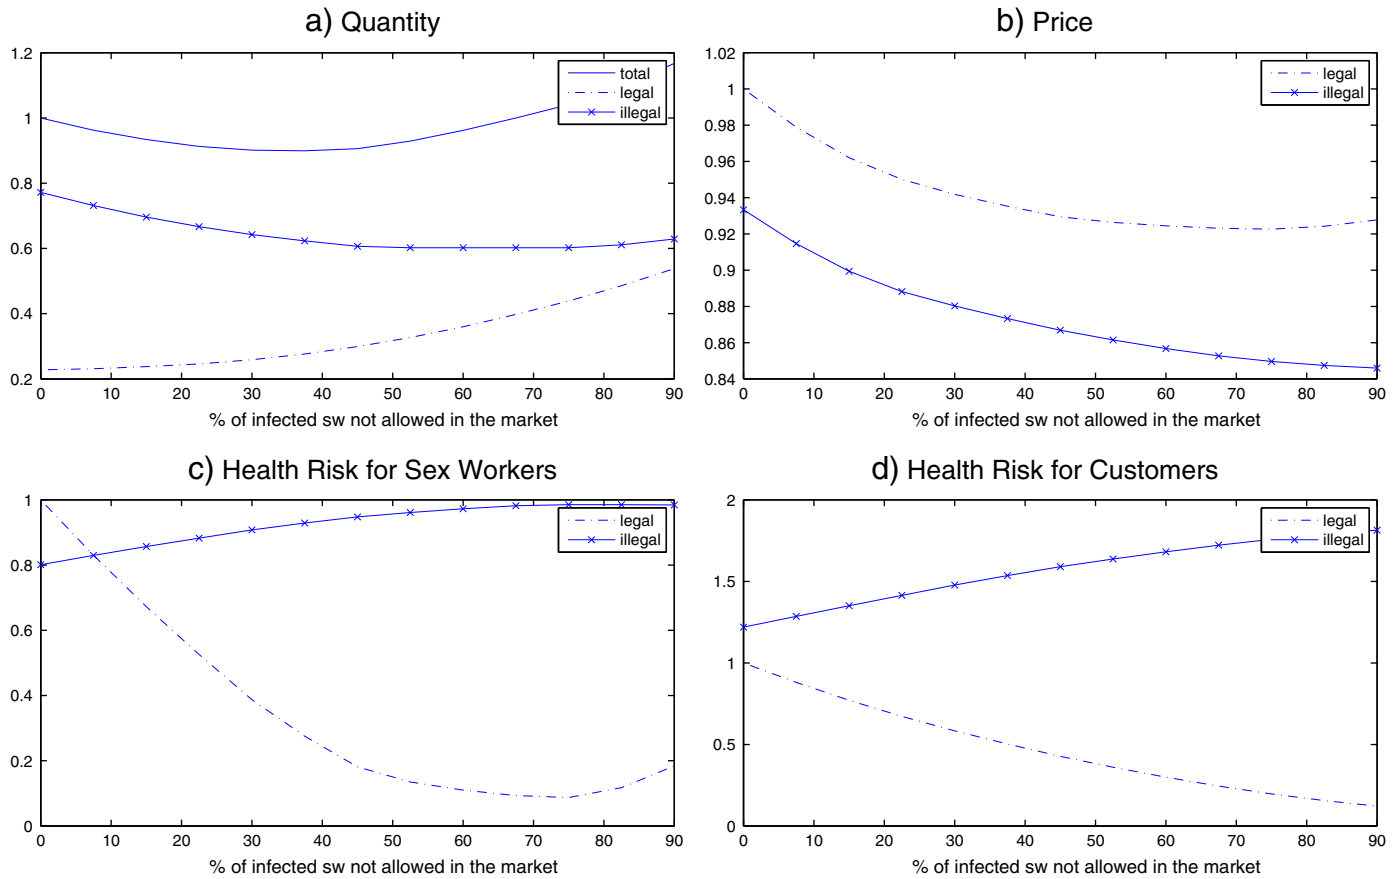 a) Quantity
1.2
1
0.8
0.6
0.4
0.2
0 10 20 30 40 50 60 70 80 90
% of infected sw not allowed in the market
total
legal
illegal
b) Price
1.02
1
0.98
0.96
0.94
0.92
0.9
0.88
0.86
0.84
0 10 20 30 40 50 60 70 80 90
% of infected sw not allowed in the market
legal
illegal
c) Health Risk for Sex Workers
1
0.8
0.6
0.4
0.2
0
0 10 20 30 40 50 60 70 80 90
% of infected sw not allowed in the market
legal
illegal
d) Health Risk for Customers
2
1.5
1
0.5
0
0 10 20 30 40 50 60 70 80 90
% of infected sw not allowed in the market
legal
illegal